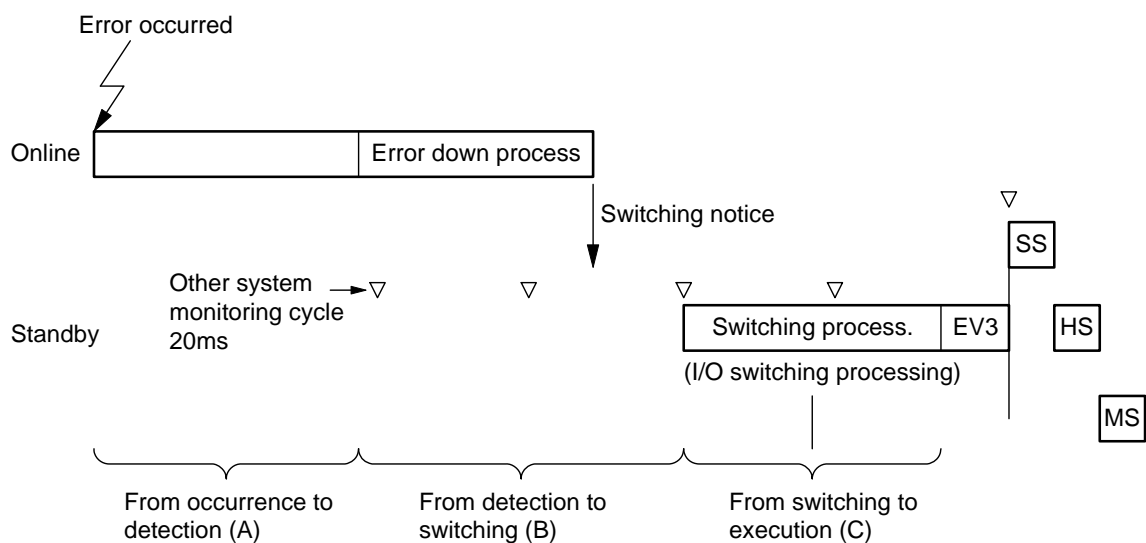 Error occurred
Online
Error down process
Switching notice
SS
Other system
monitoring cycle
20ms
Standby
Switching process.
EV3
HS
(I/O switching processing)
MS
From occurrence to
detection (A)
From detection to
switching (B)
From switching to
execution (C)